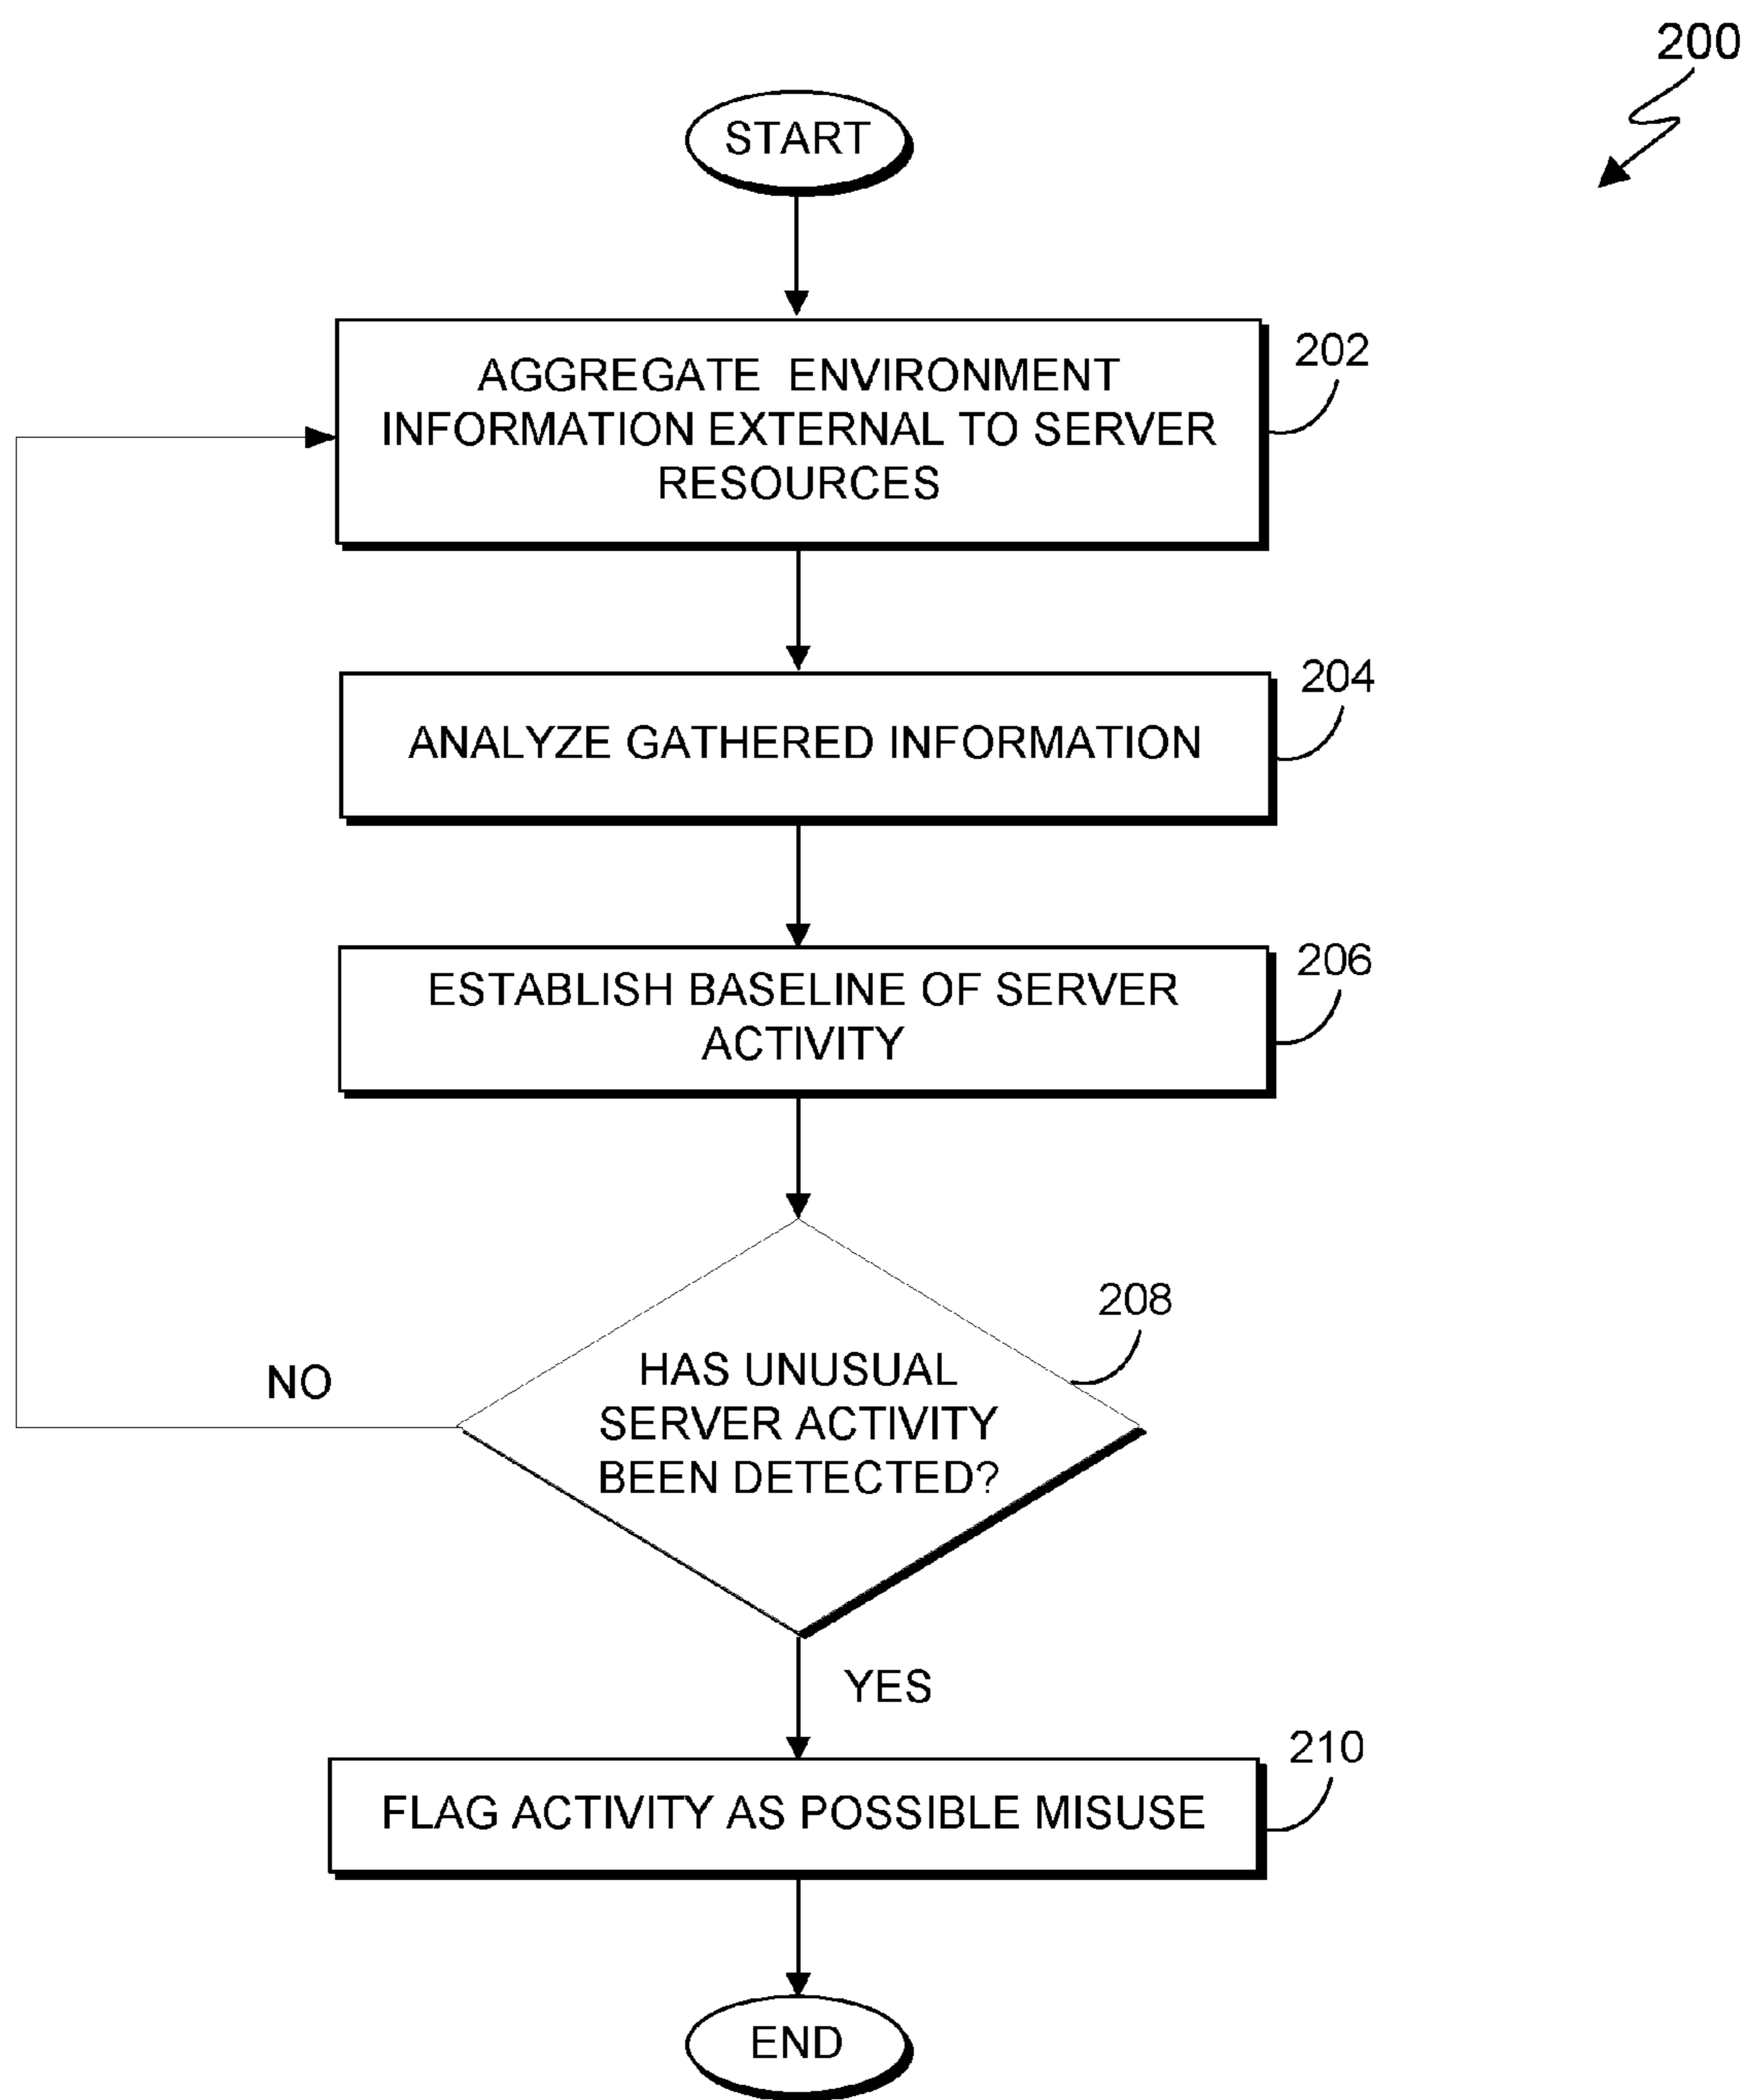 200
START
AGGREGATE ENVIRONMENT
INFORMATION EXTERNAL TO SERVER
RESOURCES
202
ANALYZE GATHERED INFORMATION
204
ESTABLISH BASELINE OF SERVER
ACTIVITY
206
HAS UNUSUAL
SERVER ACTIVITY
BEEN DETECTED?
208
NO
YES
FLAG ACTIVITY AS POSSIBLE MISUSE
210
END